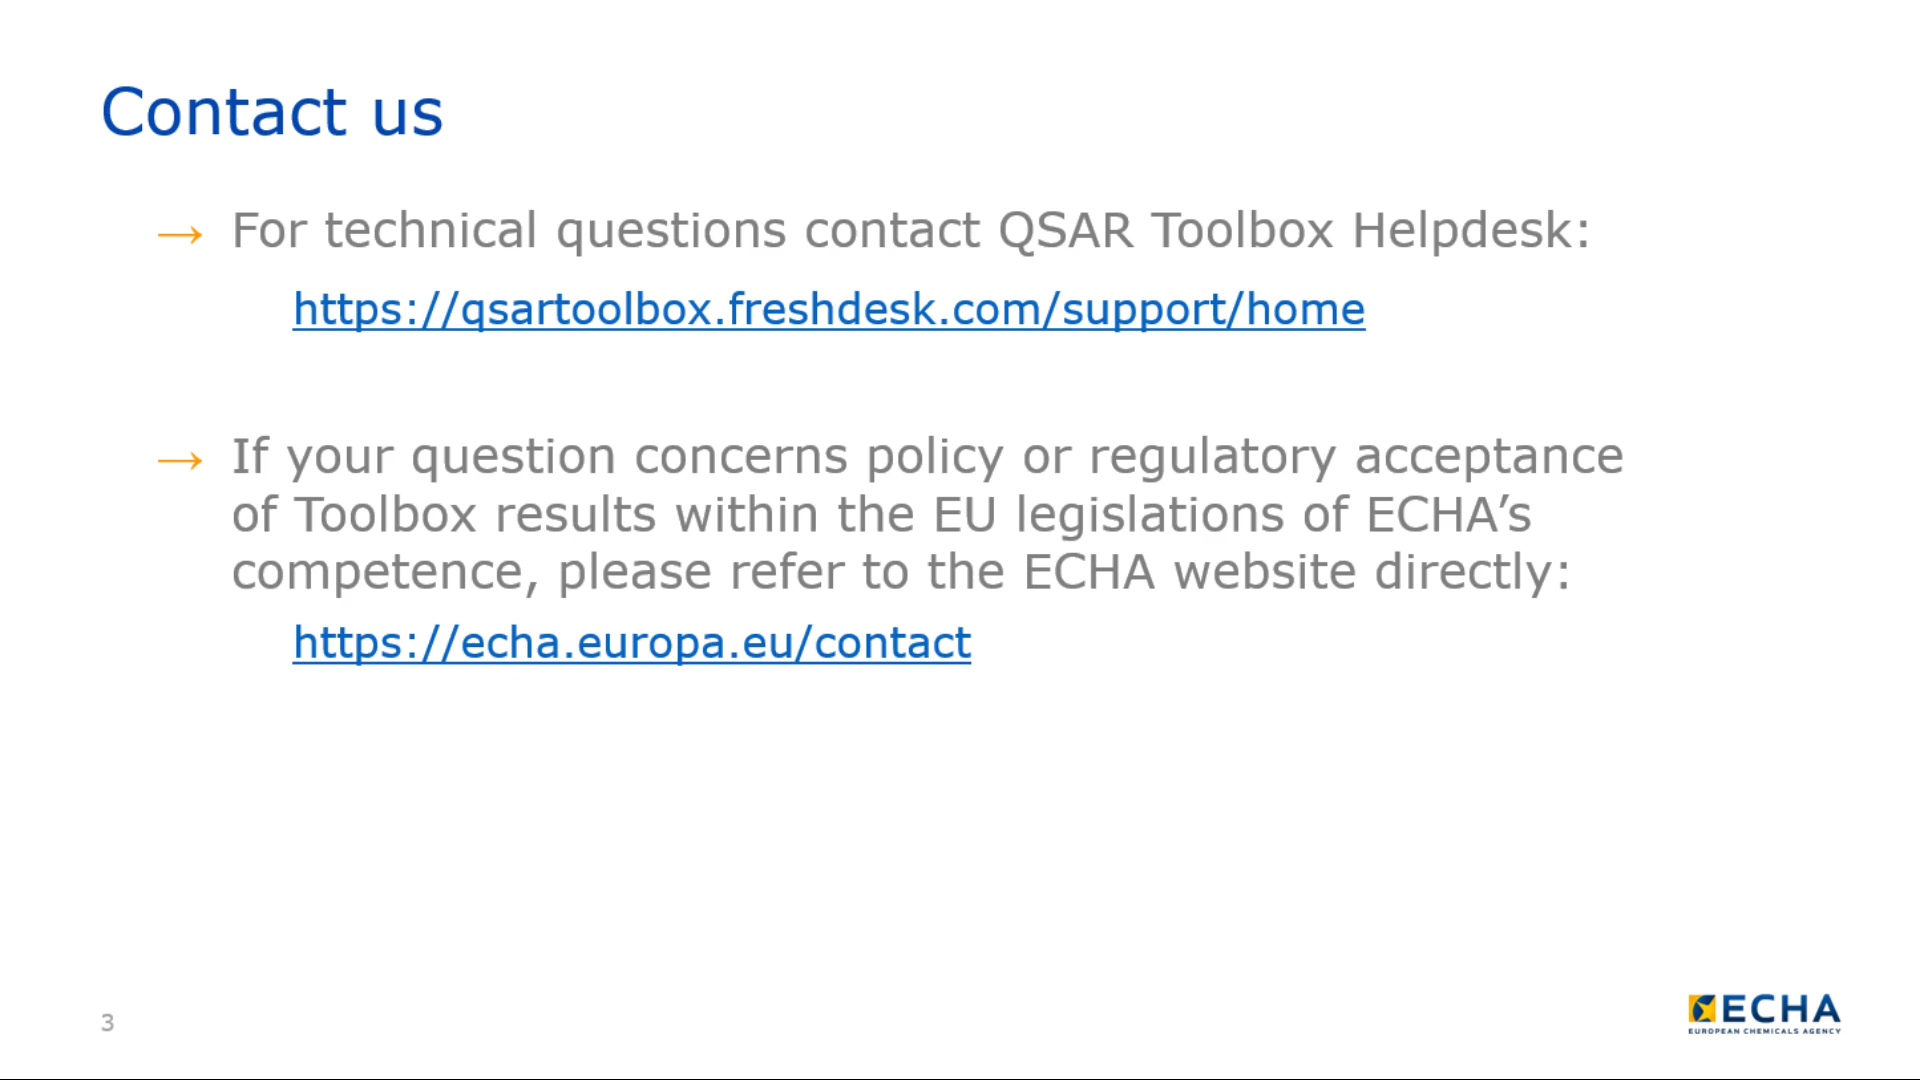 Contact us
→ For technical questions contact QSAR Toolbox Helpdesk:
https://qsartoolbox.freshdesk.com/support/home
→ If your question concerns policy or regulatory acceptance
of Toolbox results within the EU legislations of ECHA’s
competence, please refer to the ECHA website directly:
https://echa.europa.eu/contact
3
ECHA
EUROPEAN CHEMICALS AGENCY